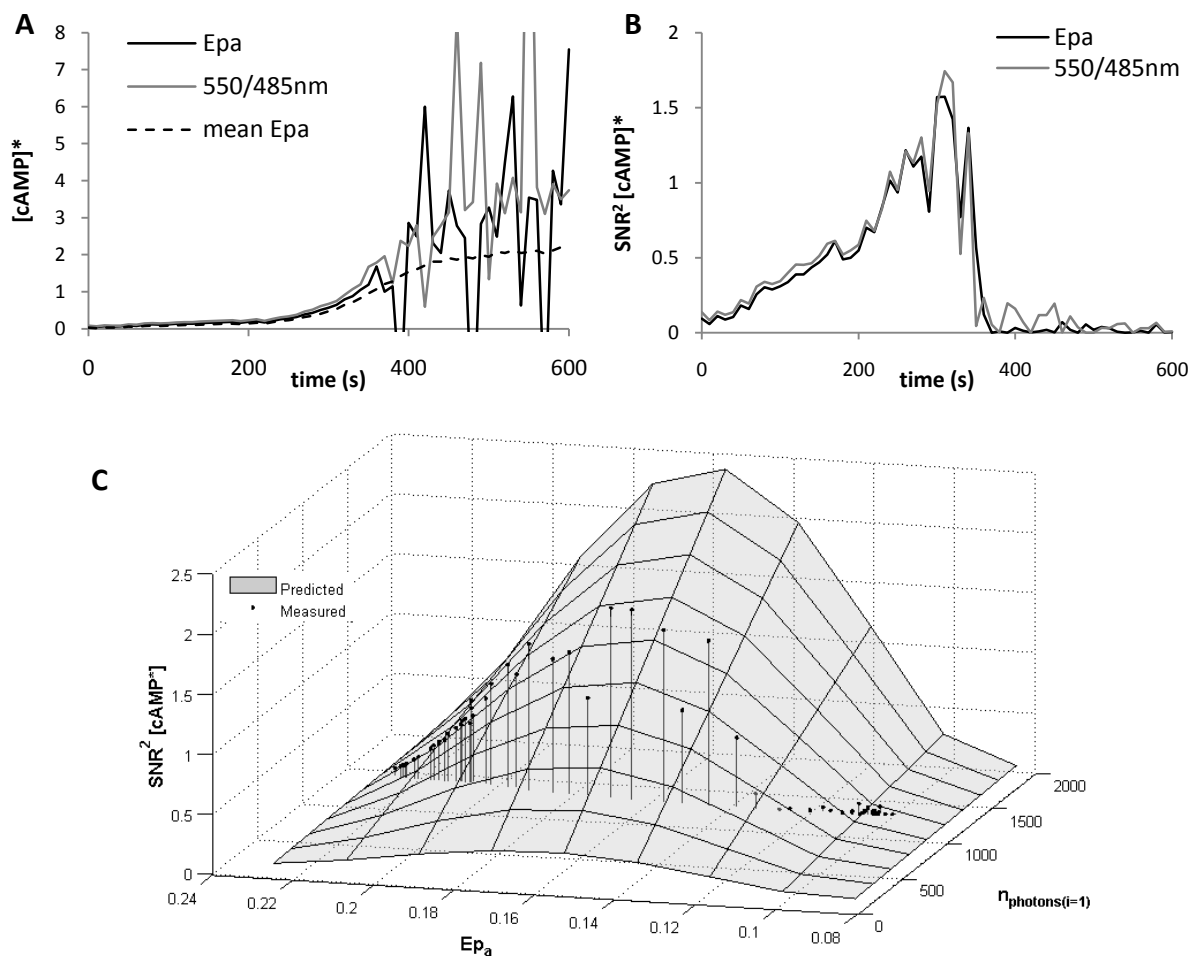 A
Epa
550/485nm
mean Epa
[cAMP]*
8
7
6
5
4
3
2
1
0
0 200 400 600
time (s)
B
Epa
550/485nm
SNR² [cAMP]*
2
1.5
1
0.5
0
0 200 400 600
time (s)
C
Predicted
Measured
SNR² [cAMP*]
2.5
2
1.5
1
0.5
0
0.24 0.22 0.2 0.18 0.16 0.14 0.12 0.1 0.08
Epₐ
0 500 1000 1500 2000
nphotons(i=1)